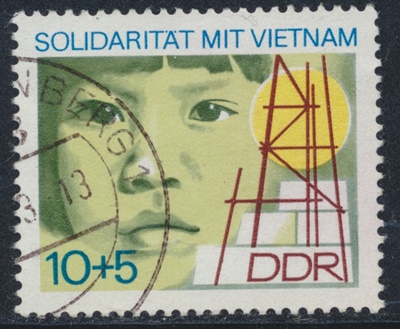 SOLIDARITÄT MIT VIETNAM
10+5
DDR